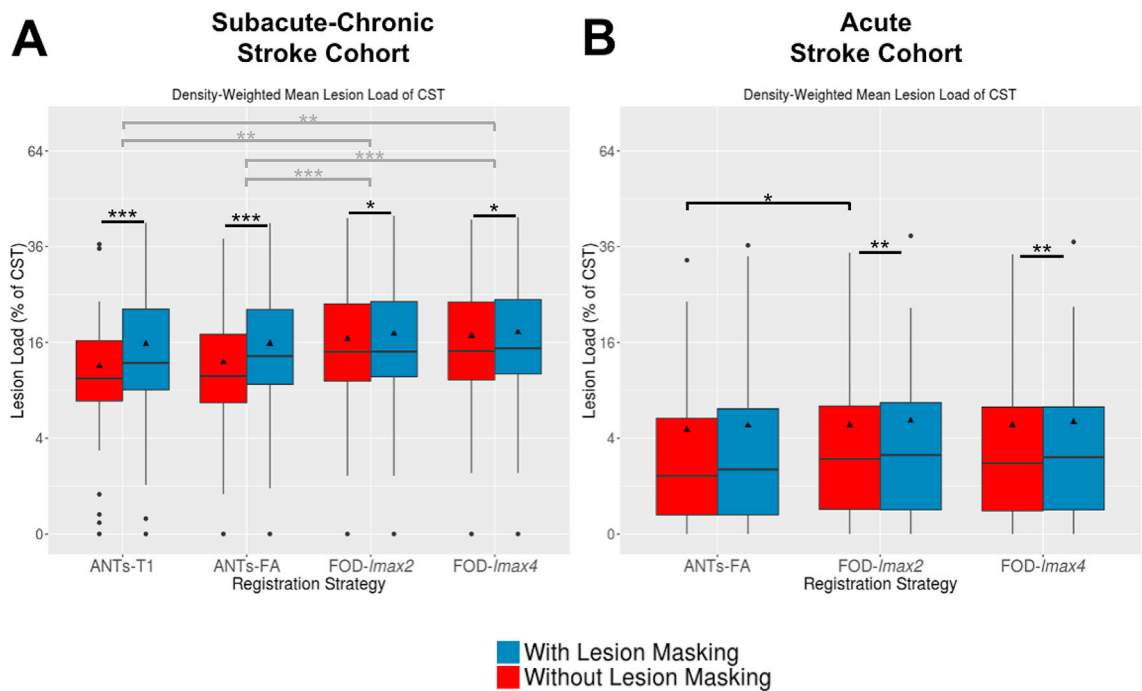 A
Subacute-Chronic
Stroke Cohort
Density-Weighted Mean Lesion Load of CST
Lesion Load (% of CST)
64
36
16
4
0
**
**
***
***
***
***
*
*
ANTs-T1
ANTs-FA
FOD-lmax2
FOD-lmax4
Registration Strategy
B
Acute
Stroke Cohort
Density-Weighted Mean Lesion Load of CST
Lesion Load (% of CST)
64
36
16
4
0
*
**
**
ANTs-FA
FOD-lmax2
FOD-lmax4
Registration Strategy
With Lesion Masking
Without Lesion Masking